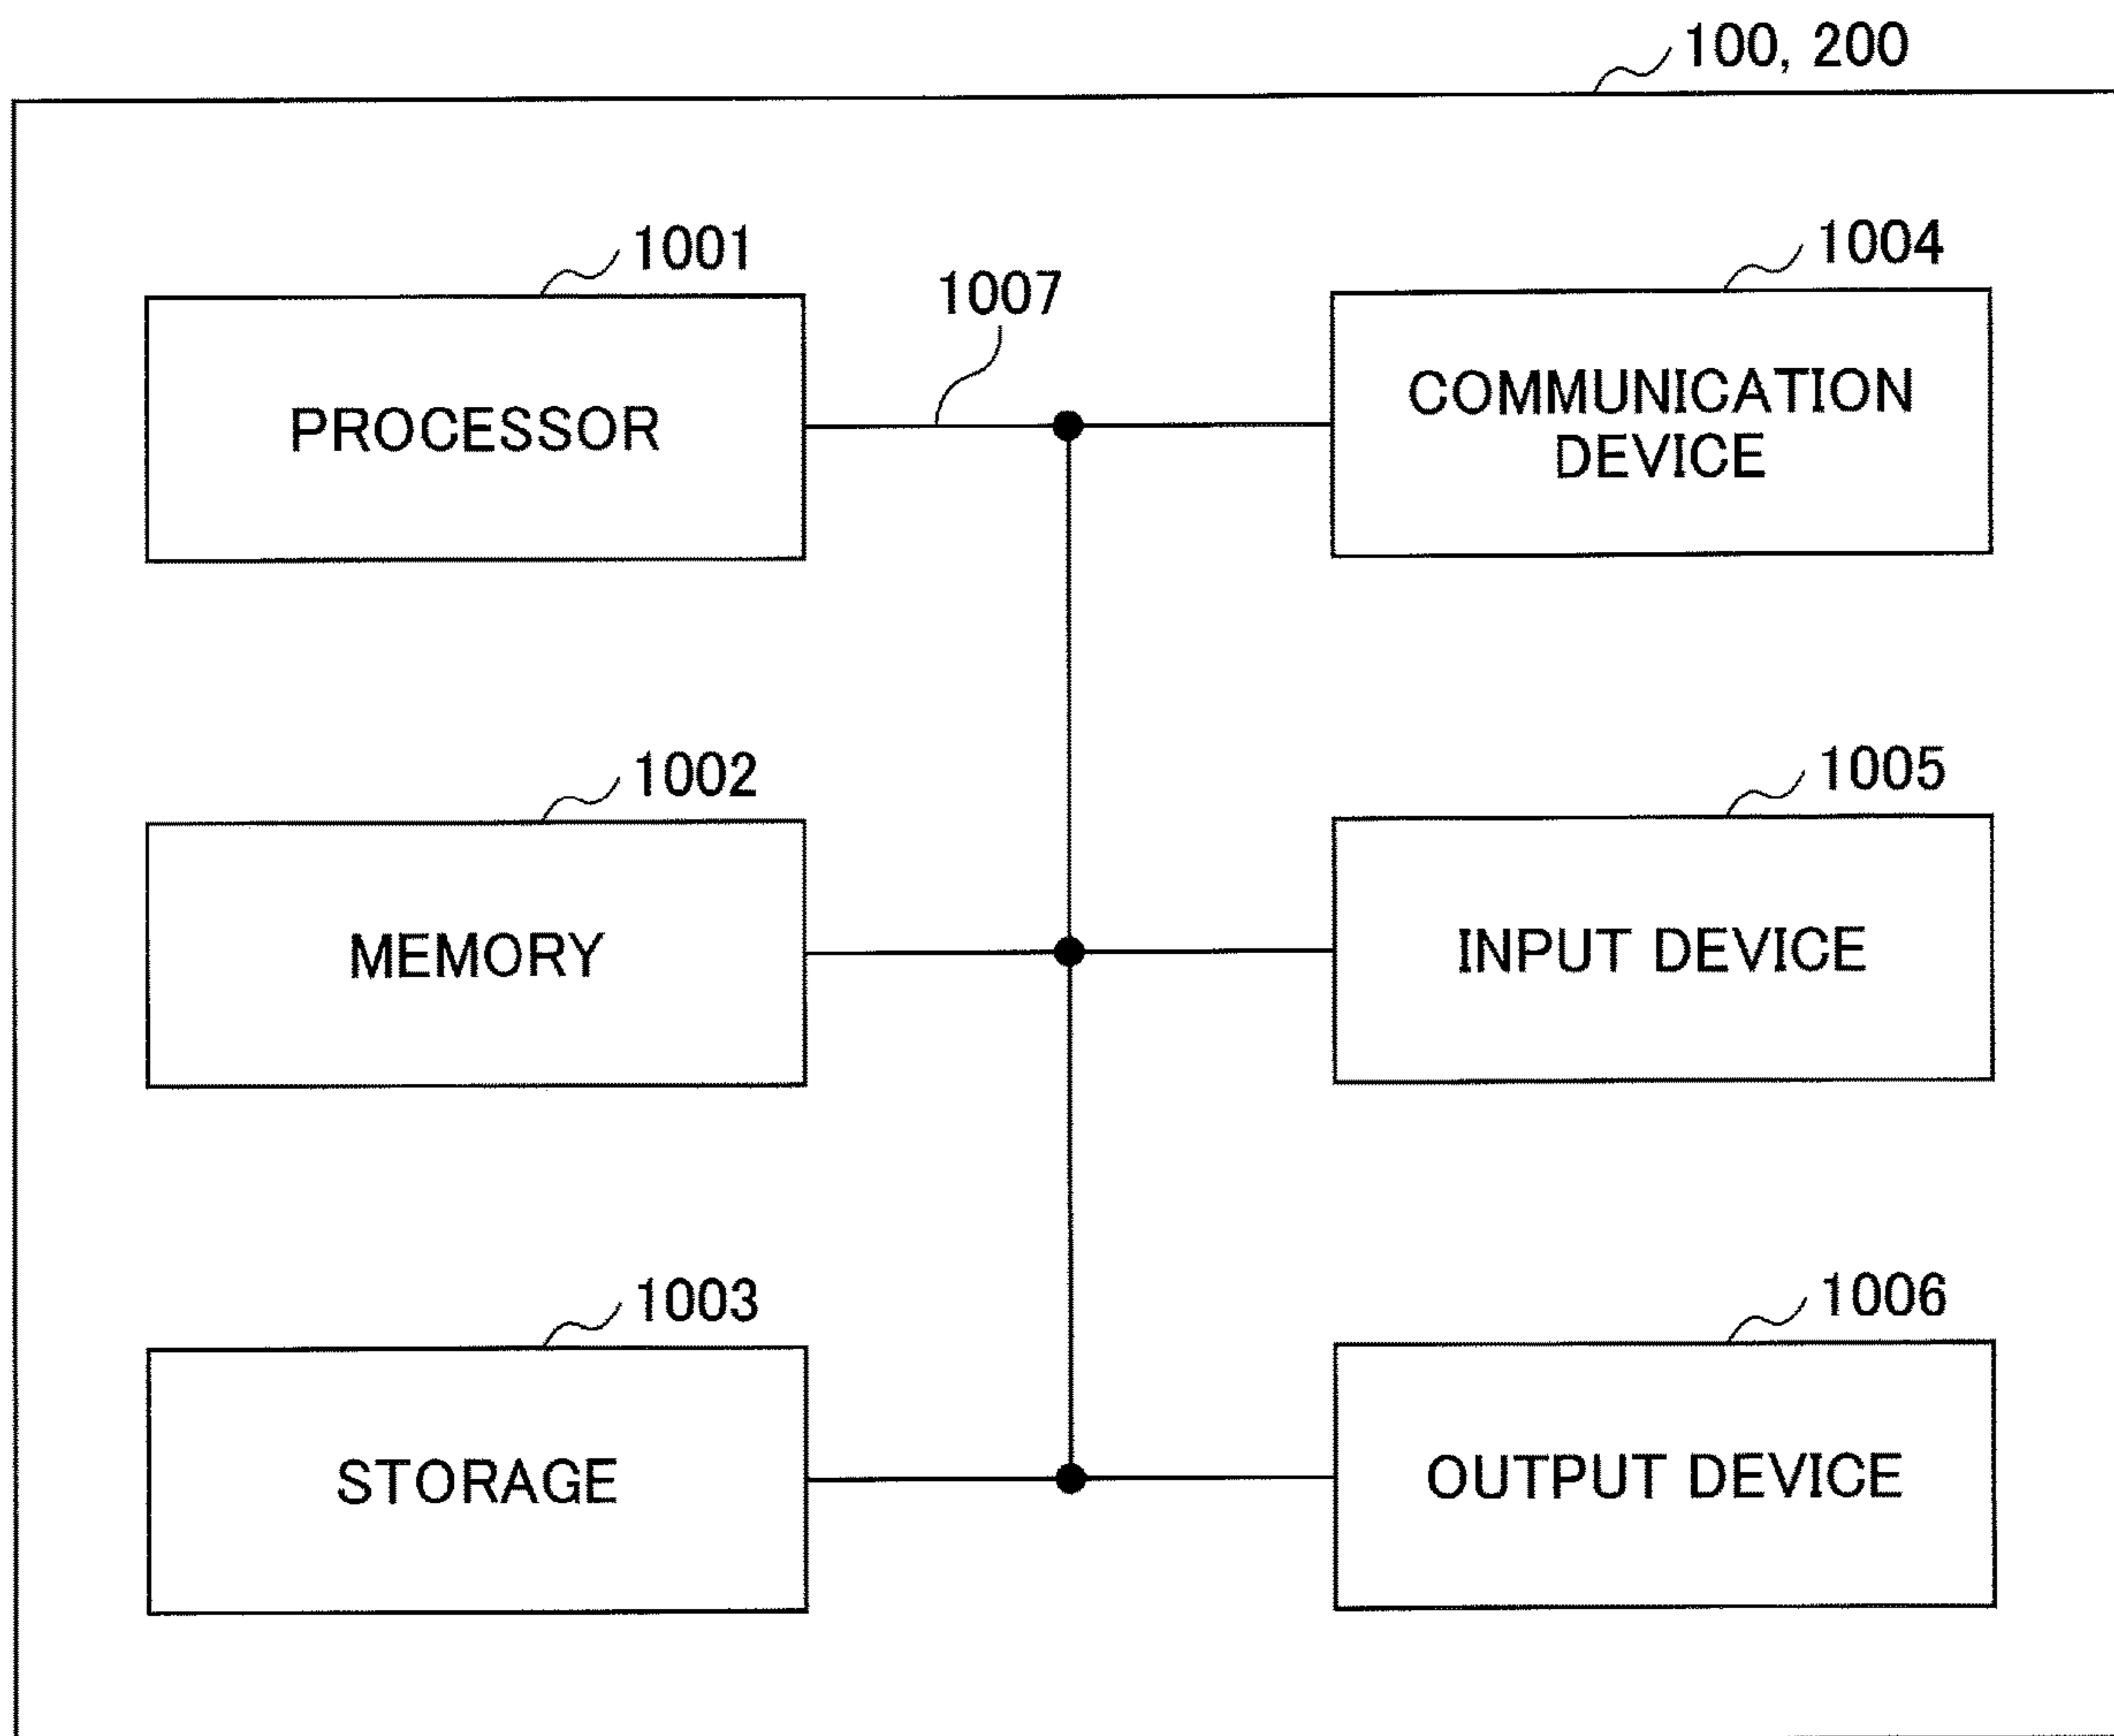 100, 200
1001
1004
1007
PROCESSOR
COMMUNICATION
DEVICE
1002
1005
MEMORY
INPUT DEVICE
1003
1006
STORAGE
OUTPUT DEVICE